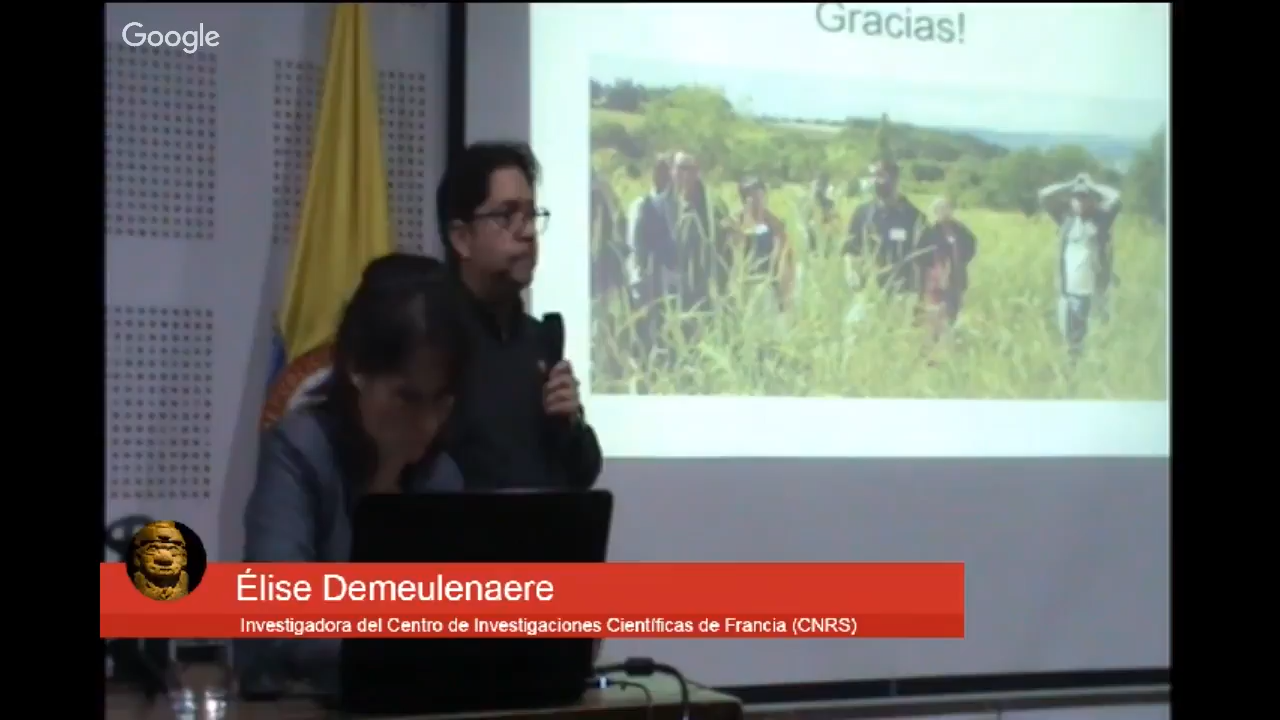 Google
Gracias!
Élise Demeulenaere
Investigadora del Centro de Investigaciones Científicas de Francia (CNRS)